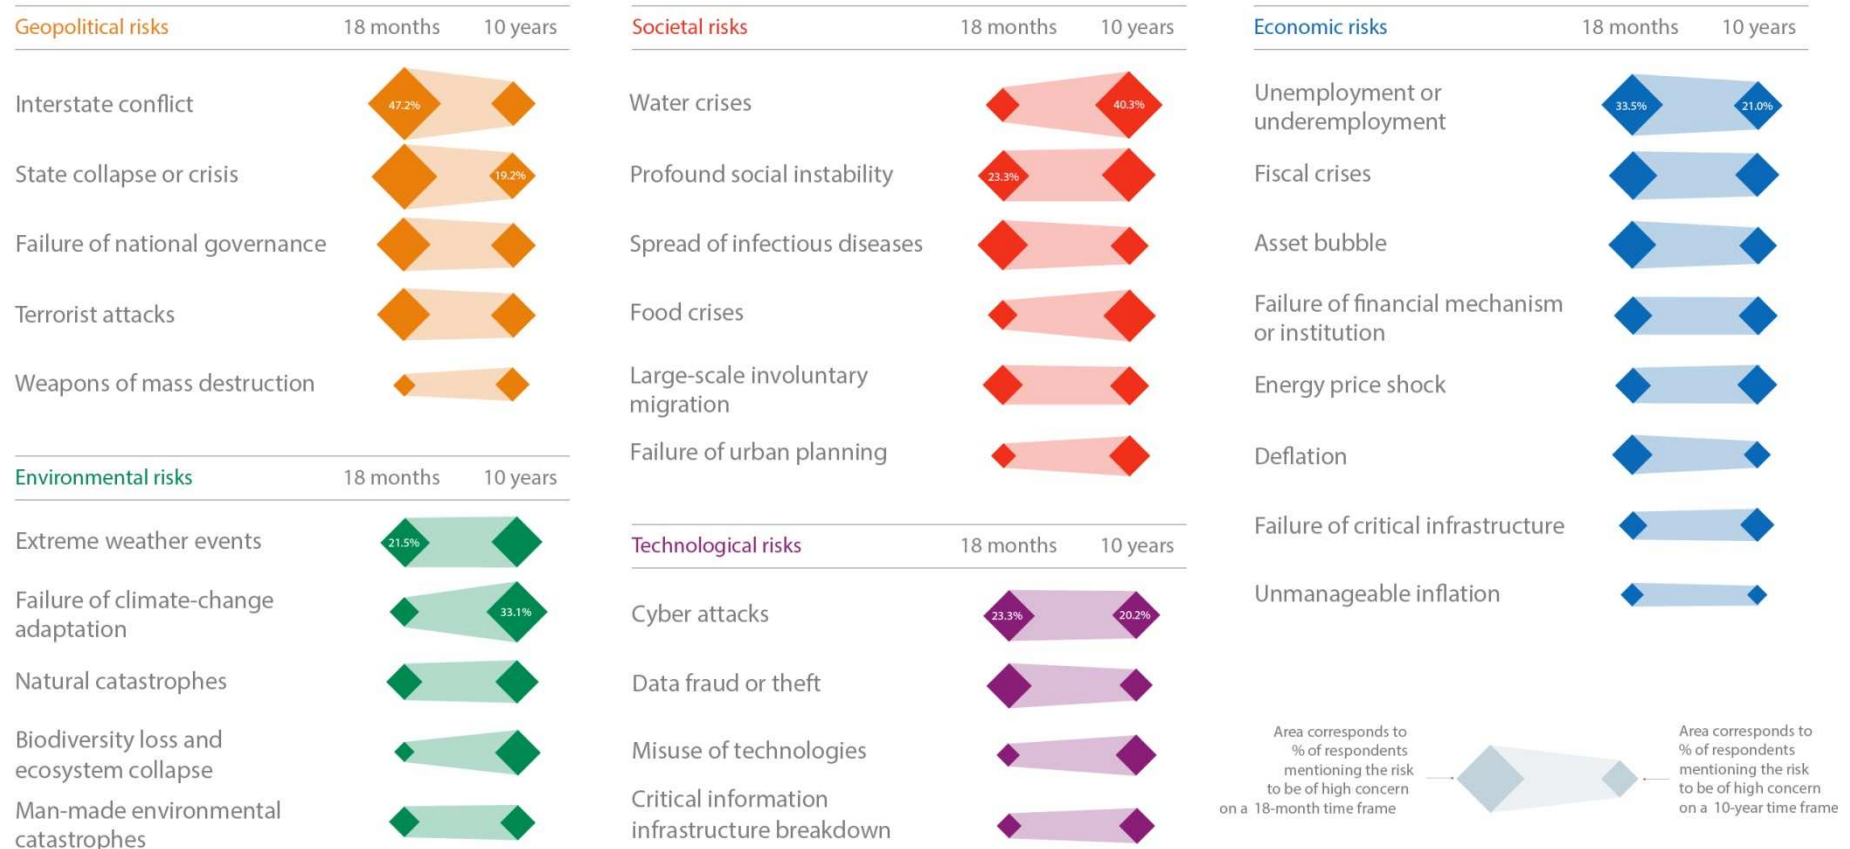 Geopolitical risks 18 months 10 years
Interstate conflict 47.2%
State collapse or crisis 19.2%
Failure of national governance
Terrorist attacks
Weapons of mass destruction
Environmental risks 18 months 10 years
Extreme weather events 21.5%
Failure of climate-change
adaptation 33.1%
Natural catastrophes
Biodiversity loss and
ecosystem collapse
Man-made environmental
catastrophes
Societal risks 18 months 10 years
Water crises 40.3%
Profound social instability 23.3%
Spread of infectious diseases
Food crises
Large-scale involuntary
migration
Failure of urban planning
Technological risks 18 months 10 years
Cyber attacks 23.3% 20.2%
Data fraud or theft
Misuse of technologies
Critical information
infrastructure breakdown
Economic risks 18 months 10 years
Unemployment or
underemployment 33.5% 21.0%
Fiscal crises
Asset bubble
Failure of financial mechanism
or institution
Energy price shock
Deflation
Failure of critical infrastructure
Unmanageable inflation
Area corresponds to
% of respondents
mentioning the risk
to be of high concern
on a 18-month time frame
Area corresponds to
% of respondents
mentioning the risk
to be of high concern
on a 10-year time frame